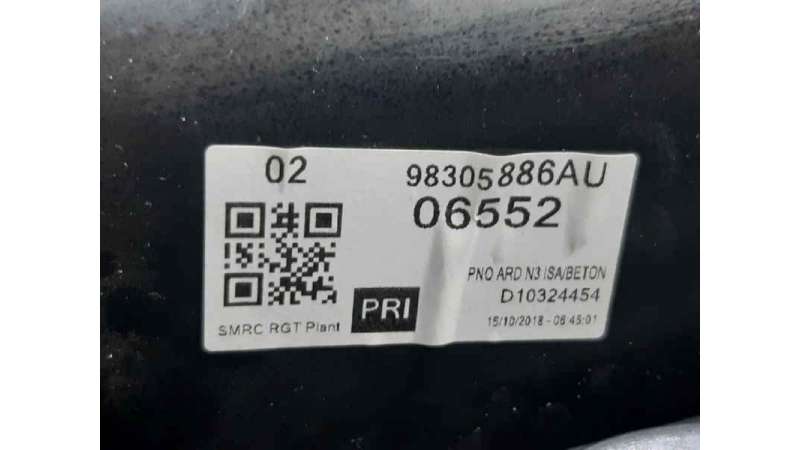 02
98305886AU
06552
PNO ARD N3 ISA/BETON
D10324454
PRI
SMRC RGT Plant
15/10/2018 - 06:45:01